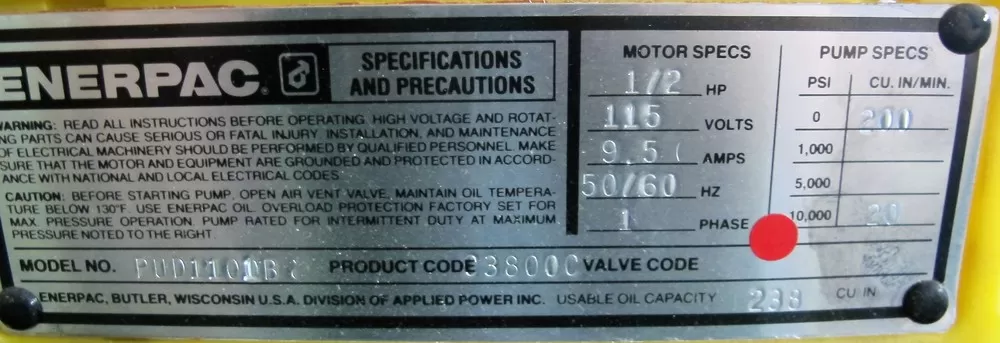 ENERPAC.
SPECIFICATIONS
AND PRECAUTIONS
WARNING: READ ALL INSTRUCTIONS BEFORE OPERATING. HIGH VOLTAGE AND ROTAT-
ING PARTS CAN CAUSE SERIOUS OR FATAL INJURY. INSTALLATION, AND MAINTENANCE
OF ELECTRICAL MACHINERY SHOULD BE PERFORMED BY QUALIFIED PERSONNEL. MAKE
SURE THAT THE MOTOR AND EQUIPMENT ARE GROUNDED AND PROTECTED IN ACCORD-
ANCE WITH NATIONAL AND LOCAL ELECTRICAL CODES
CAUTION: BEFORE STARTING PUMP, OPEN AIR VENT VALVE, MAINTAIN OIL TEMPERA-
TURE BELOW 130°F. USE ENERPAC OIL. OVERLOAD PROTECTION FACTORY SET FOR
MAX. PRESSURE OPERATION. PUMP RATED FOR INTERMITTENT DUTY AT MAXIMUM
PRESSURE NOTED TO THE RIGHT
MOTOR SPECS
1/2 HP
115 VOLTS
9.5 AMPS
50/60 HZ
1 PHASE
PUMP SPECS
PSI CU. IN/MIN.
0 200
1,000
5,000
10,000 20
MODEL NO. PRODUCT CODE VALVE CODE
ENERPAC, BUTLER, WISCONSIN U.S.A. DIVISION OF APPLIED POWER INC. USABLE OIL CAPACITY CU IN